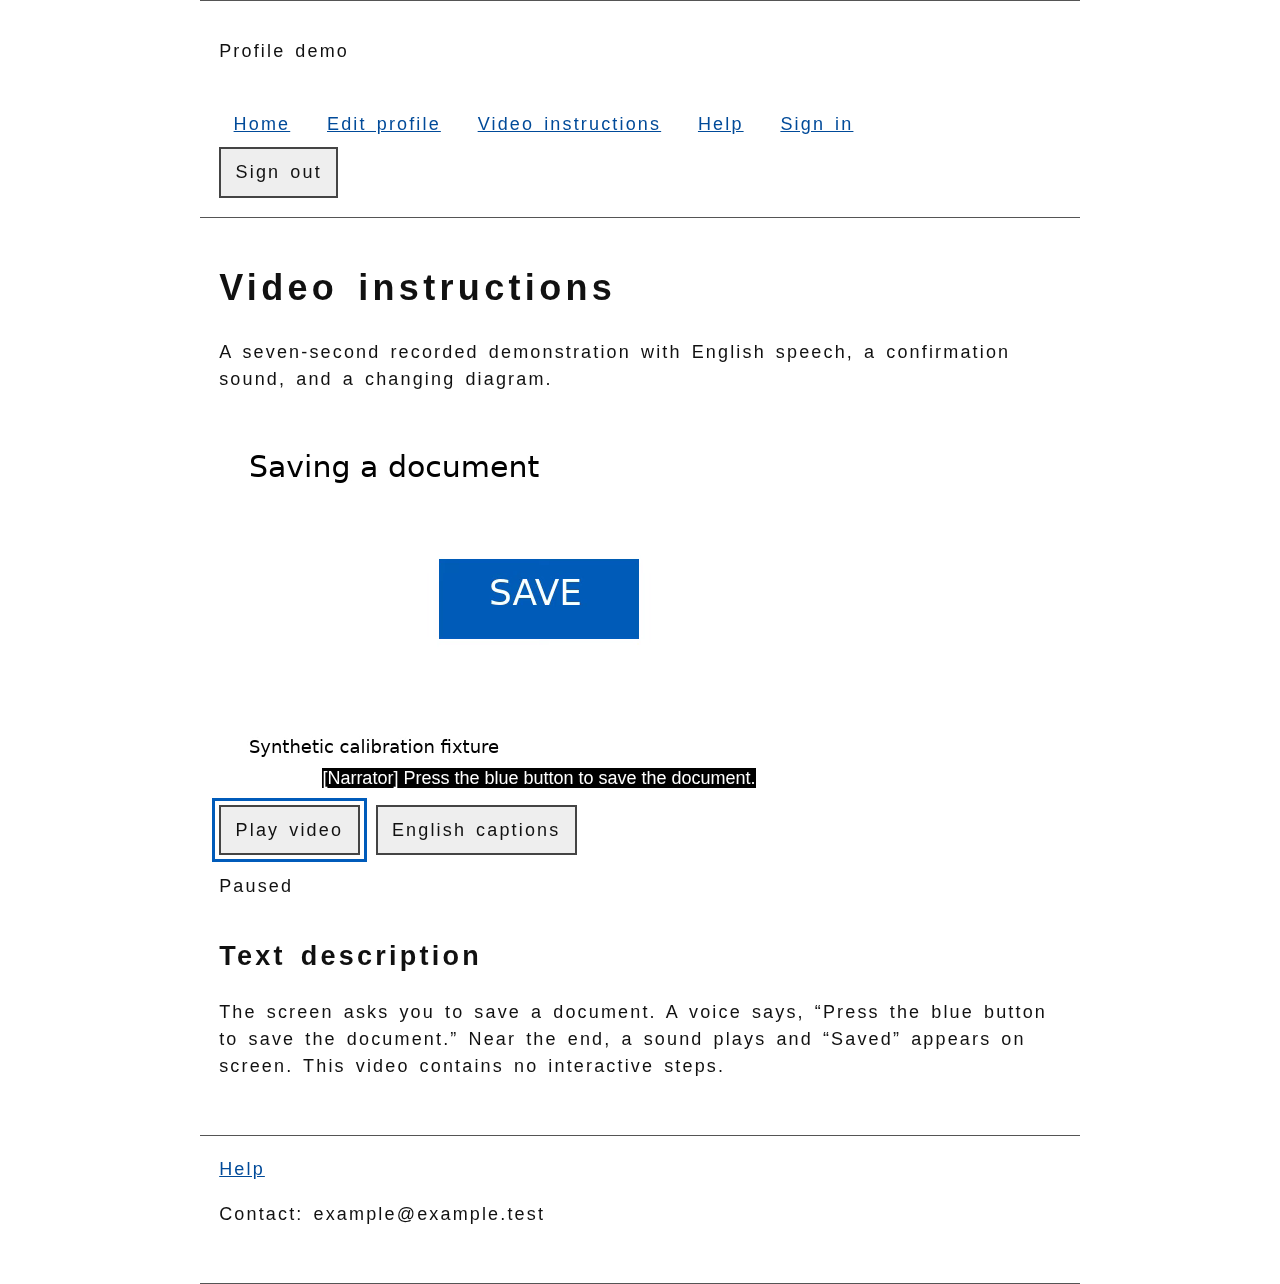 Profile demo
Home Edit profile Video instructions Help Sign in
Sign out
Video instructions
A seven-second recorded demonstration with English speech, a confirmation
sound, and a changing diagram.
Saving a document
SAVE
Synthetic calibration fixture
[Narrator] Press the blue button to save the document.
Play video English captions
Paused
Text description
The screen asks you to save a document. A voice says, “Press the blue button
to save the document.” Near the end, a sound plays and “Saved” appears on
screen. This video contains no interactive steps.
Help
Contact: example@example.test